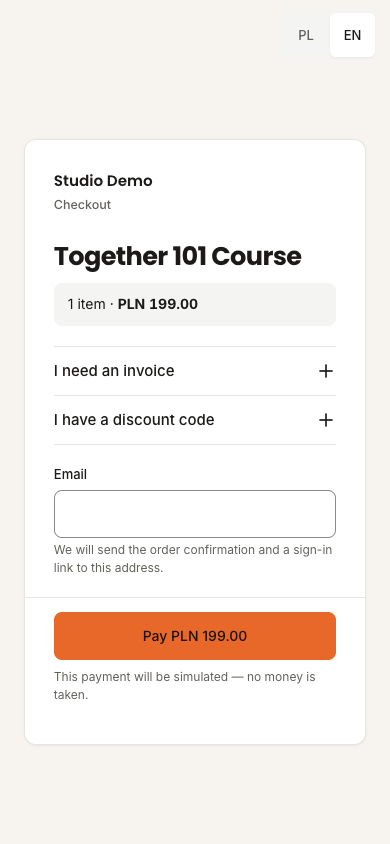 PL EN
Studio Demo
Checkout
Together 101 Course
1 item · PLN 199.00
I need an invoice
I have a discount code
Email
We will send the order confirmation and a sign-in
link to this address.
Pay PLN 199.00
This payment will be simulated — no money is
taken.